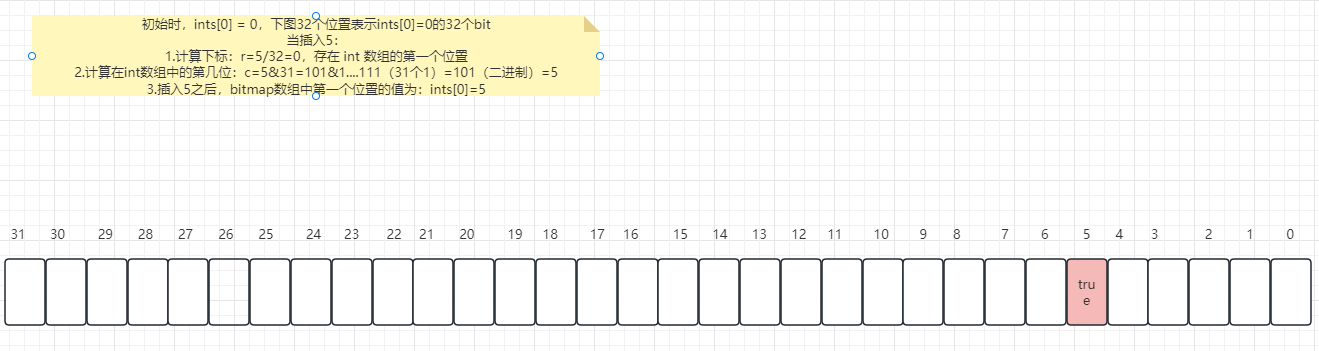 初始时，ints[0] = 0，下图32个位置表示ints[0]=0的32个bit
当插入5：
1.计算下标：r=5/32=0，存在 int 数组的第一个位置
2.计算在int数组中的第几位：c=5&31=101&1....111（31个1）=101（二进制）=5
3.插入5之后，bitmap数组中第一个位置的值为：ints[0]=5
31 30 29 28 27 26 25 24 23 22 21 20 19 18 17 16 15 14 13 12 11 10 9 8 7 6 5 4 3 2 1 0
tru
e